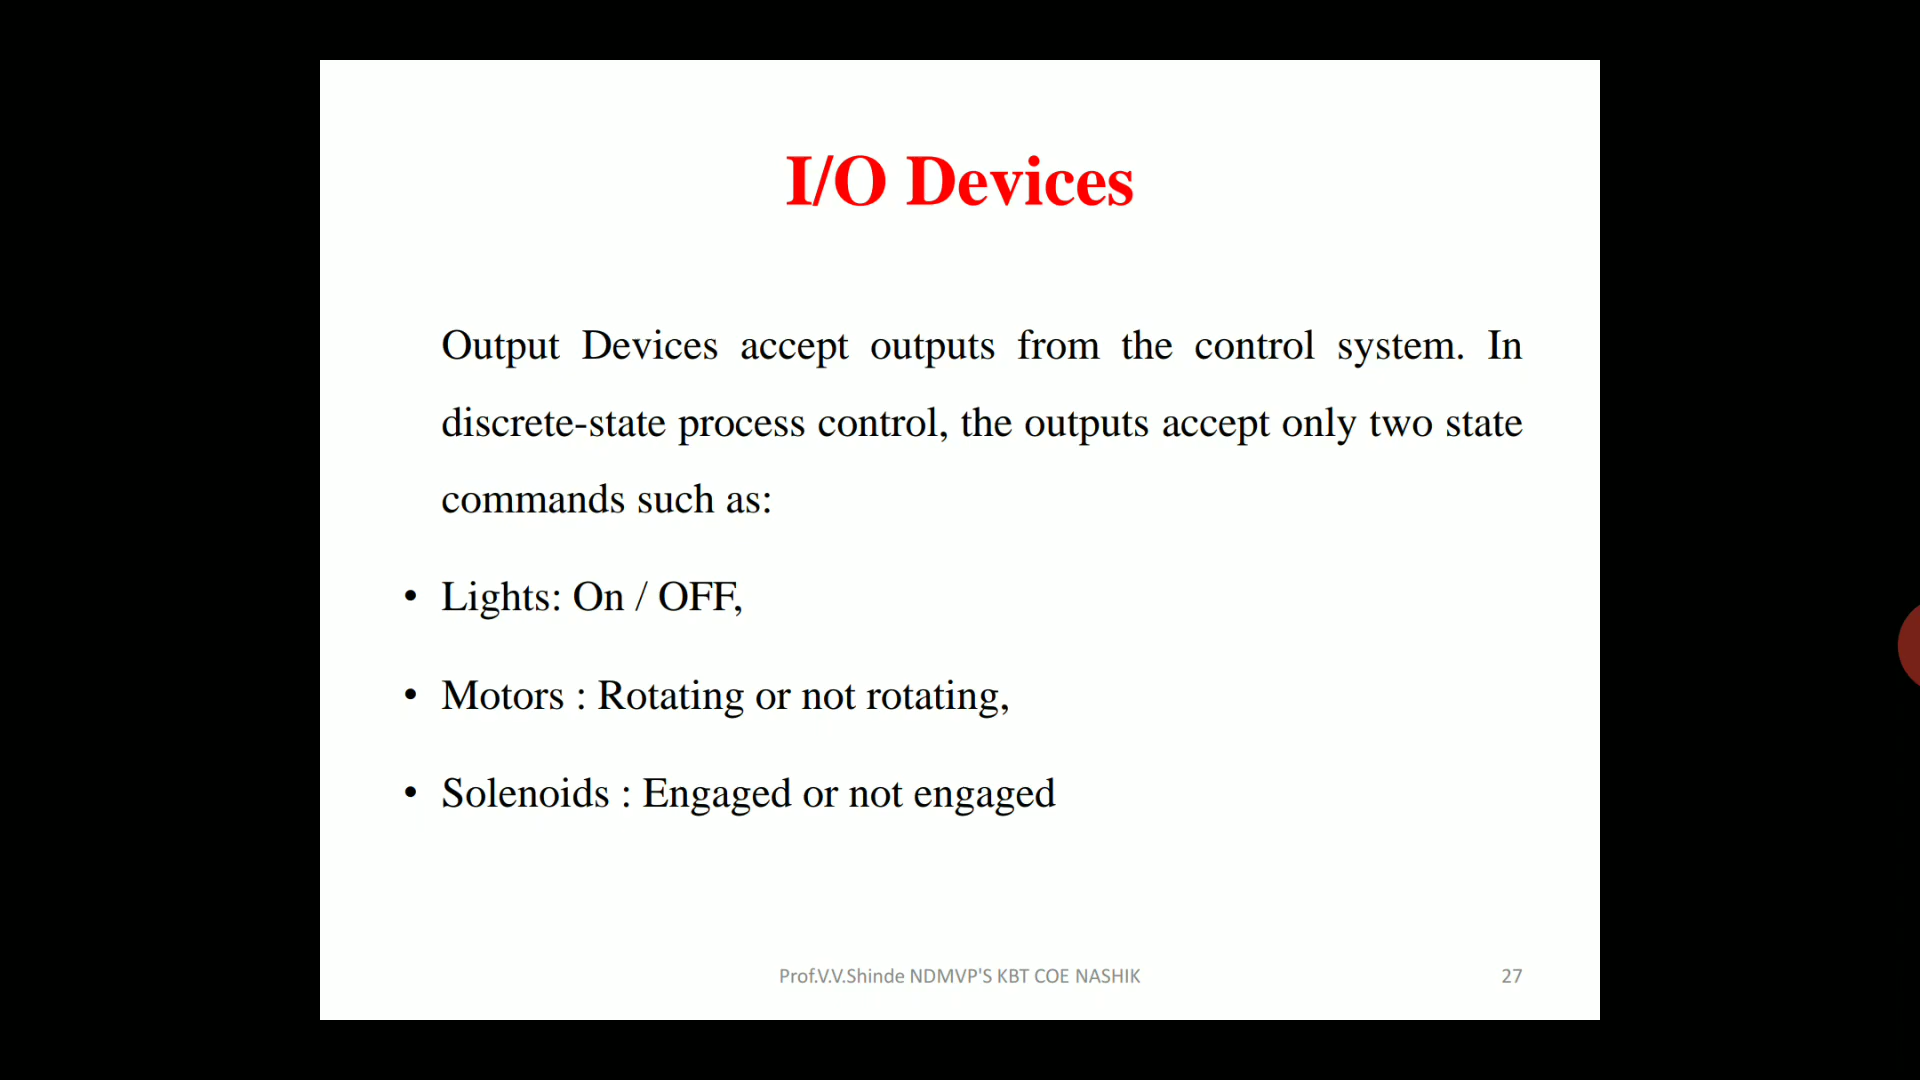 I/O Devices
Output Devices accept outputs from the control system. In
discrete-state process control, the outputs accept only two state
commands such as:
• Lights: On / OFF,
• Motors : Rotating or not rotating,
• Solenoids : Engaged or not engaged
Prof.V.V.Shinde NDMVP'S KBT COE NASHIK
27